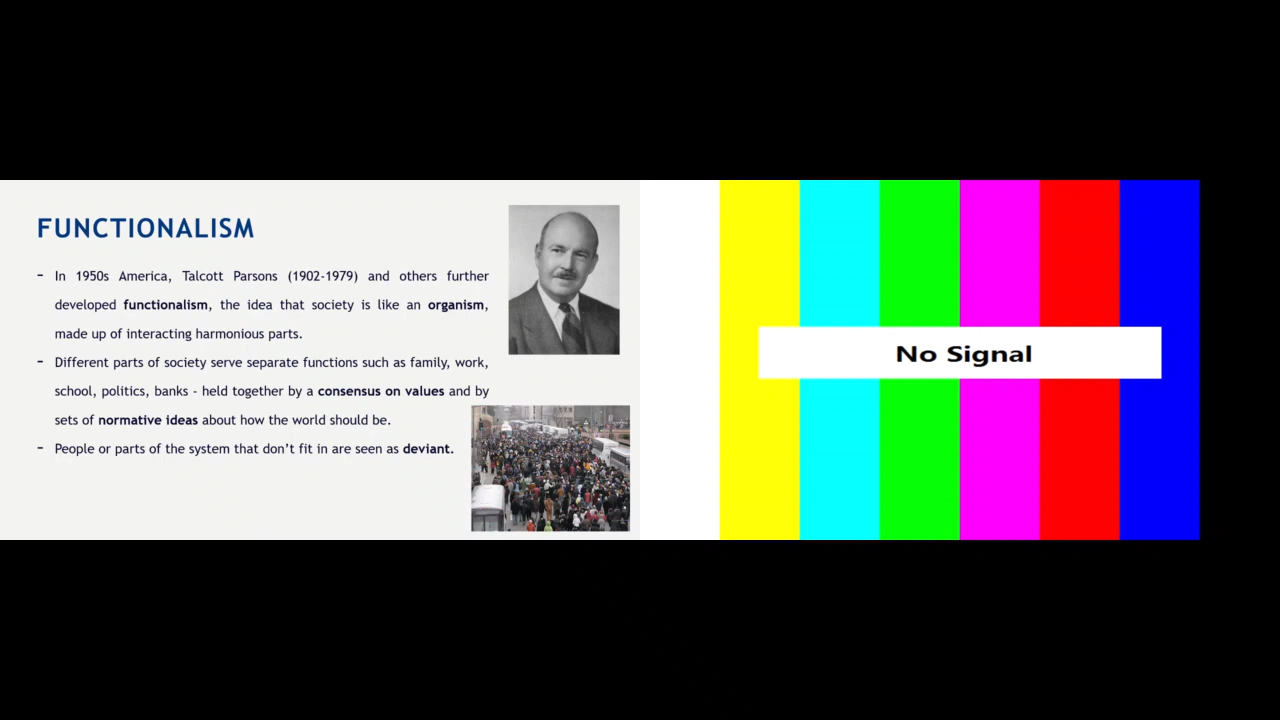 FUNCTIONALISM
- In 1950s America, Talcott Parsons (1902-1979) and others further
developed functionalism, the idea that society is like an organism,
made up of interacting harmonious parts.
- Different parts of society serve separate functions such as family, work,
school, politics, banks - held together by a consensus on values and by
sets of normative ideas about how the world should be.
- People or parts of the system that don’t fit in are seen as deviant.
No Signal